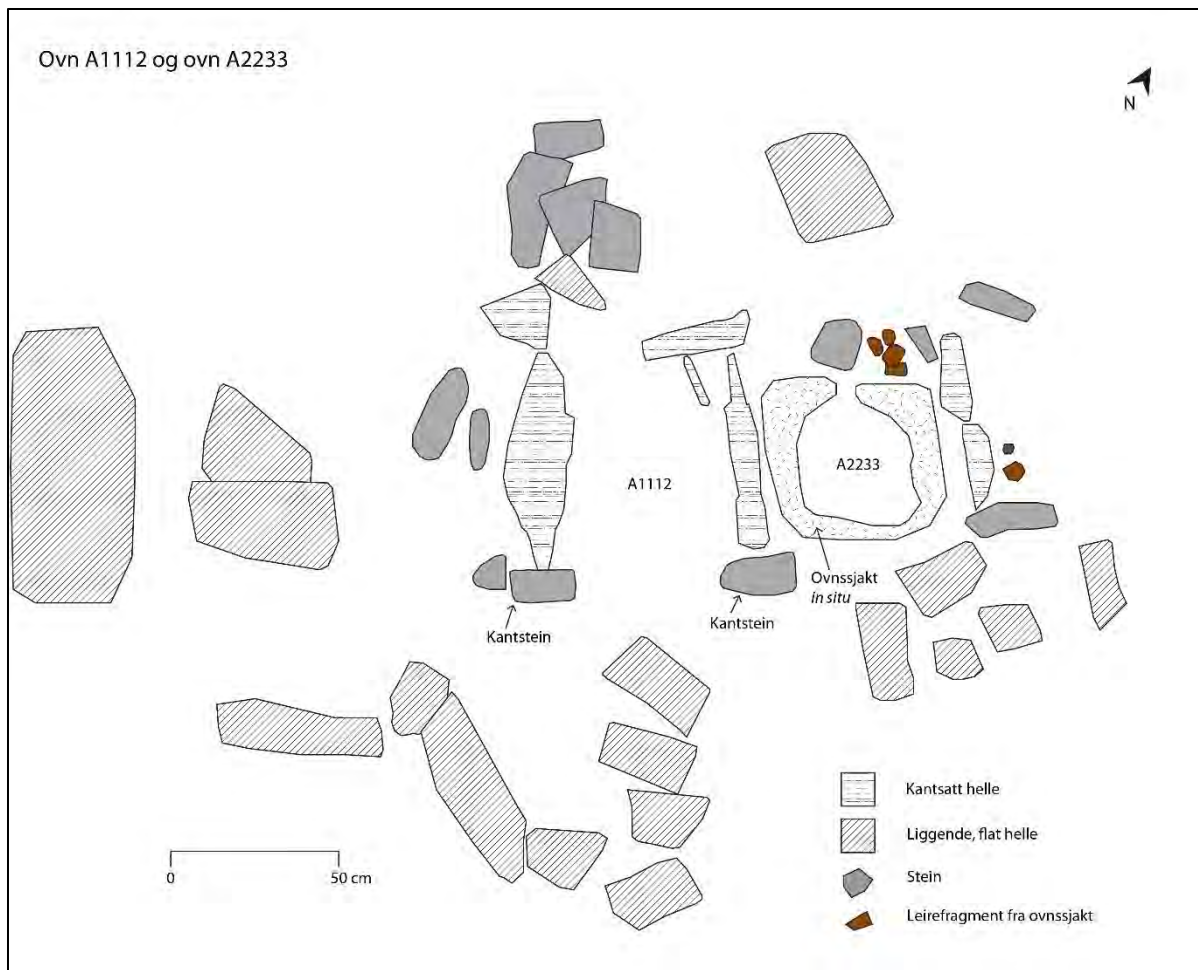 Ovn A1112 og ovn A2233
N
A1112
A2233
Ovnssjakt
in situ
Kantstein
Kantstein
0
50 cm
Kantsatt helle
Liggende, flat helle
Stein
Leirefragment fra ovnssjakt